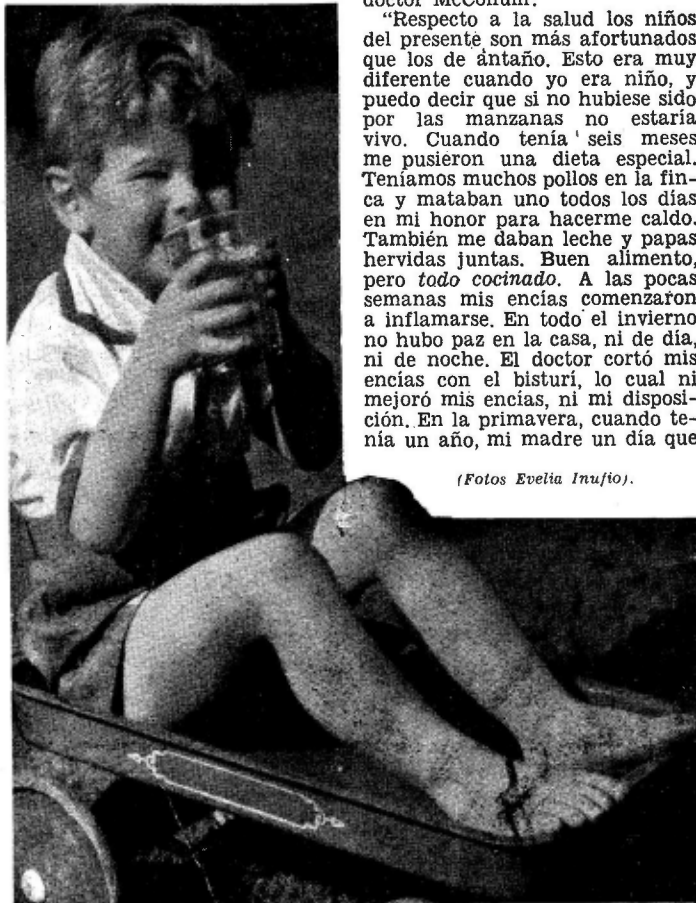 doctor McCollum.
“Respecto a la salud los niños
del presente son más afortunados
que los de antaño. Esto era muy
diferente cuando yo era niño, y
puedo decir que si no hubiese sido
por las manzanas no estaría
vivo. Cuando tenía seis meses
me pusieron una dieta especial.
Teníamos muchos pollos en la fin-
ca y mataban uno todos los días
en mi honor para hacerme caldo.
También me daban leche y papas
hervidas juntas. Buen alimento,
pero todo cocinado. A las pocas
semanas mis encías comenzaron
a inflamarse. En todo el invierno
no hubo paz en la casa, ni de día,
ni de noche. El doctor cortó mis
encías con el bisturí, lo cual ni
mejoró mis encías, ni mi disposi-
ción. En la primavera, cuando te-
nía un año, mi madre un día que
(Fotos Evelia Inufio).